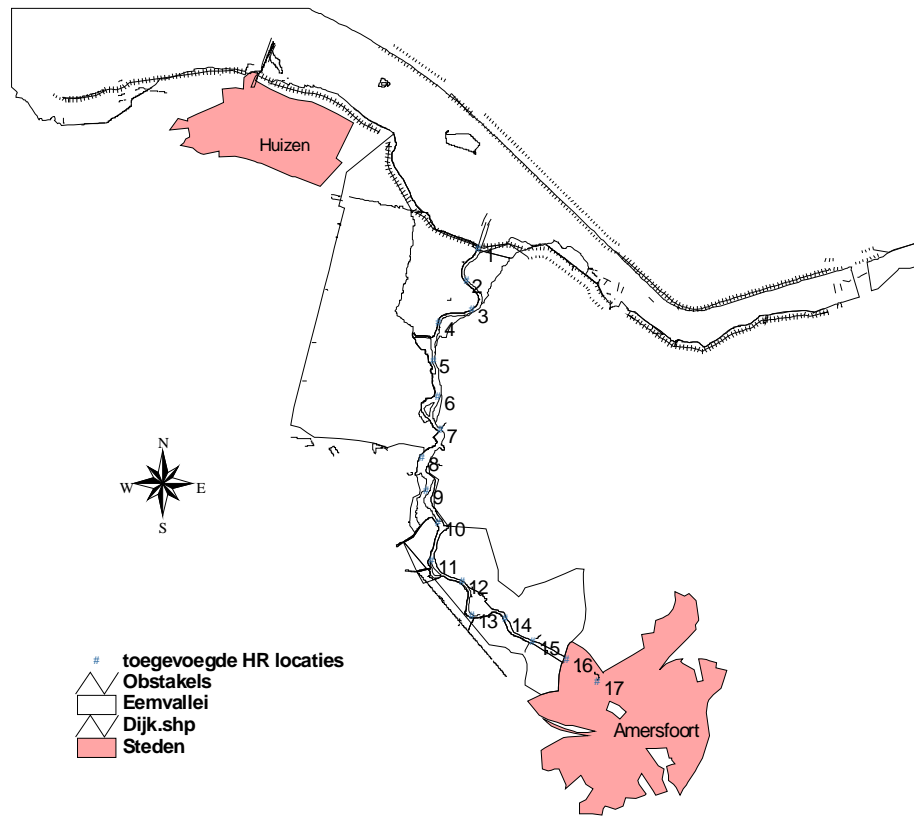 Huizen
1
2
3
4
5
6
7
8
9
10
11
12
13
14
15
16
17
N
W E
S
Amersfoort
# toegevoegde HR locaties
Obstakels
Eemvallei
Dijk.shp
Steden